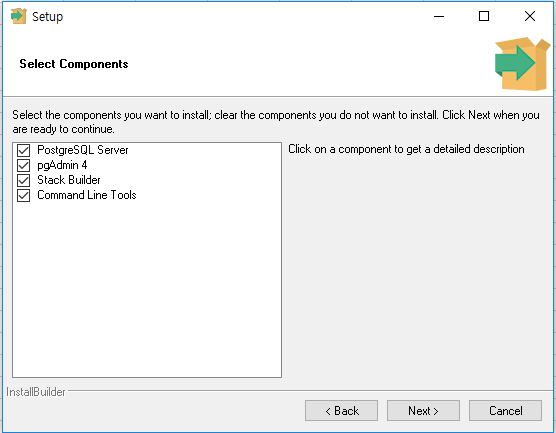 Setup
Select Components
Select the components you want to install; clear the components you do not want to install. Click Next when you
are ready to continue.
PostgreSQL Server
pgAdmin 4
Stack Builder
Command Line Tools
Click on a component to get a detailed description
InstallBuilder
< Back
Next >
Cancel